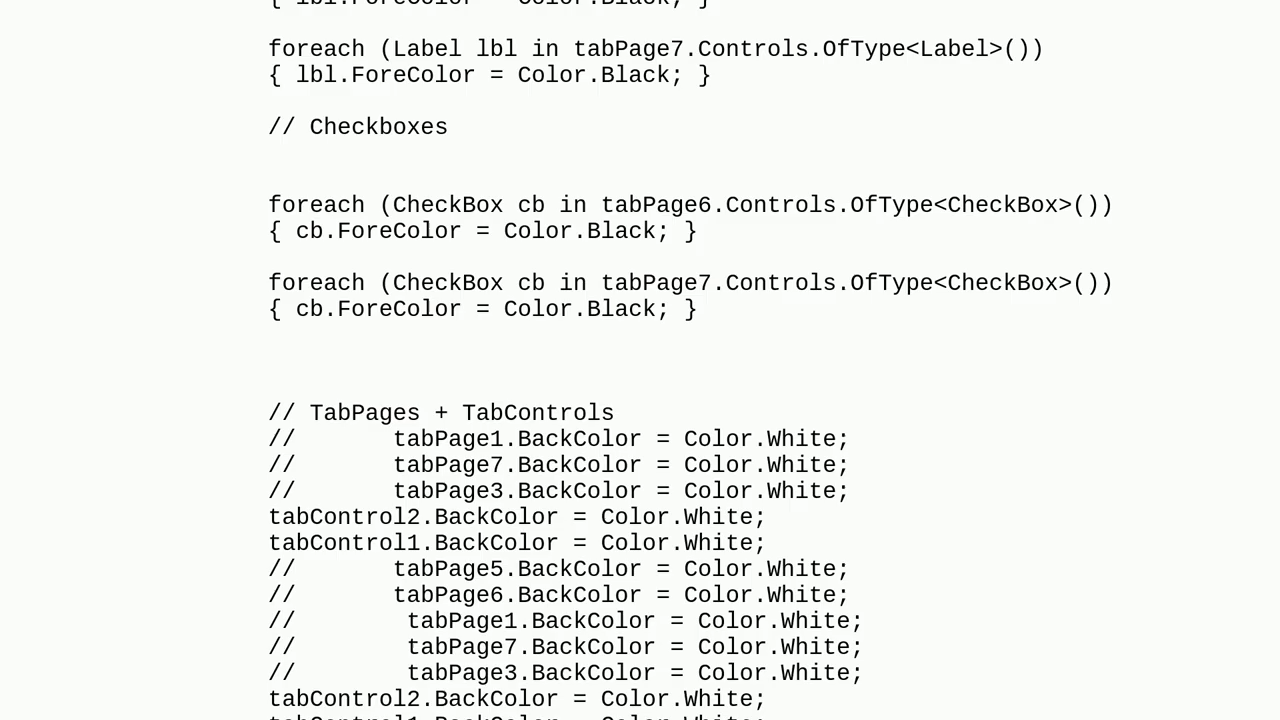 { lbl.ForeColor = Color.Black; }
foreach (Label lbl in tabPage7.Controls.OfType<Label>())
{ lbl.ForeColor = Color.Black; }
// Checkboxes
foreach (CheckBox cb in tabPage6.Controls.OfType<CheckBox>())
{ cb.ForeColor = Color.Black; }
foreach (CheckBox cb in tabPage7.Controls.OfType<CheckBox>())
{ cb.ForeColor = Color.Black; }
// TabPages + TabControls
//       tabPage1.BackColor = Color.White;
//       tabPage7.BackColor = Color.White;
//       tabPage3.BackColor = Color.White;
tabControl2.BackColor = Color.White;
tabControl1.BackColor = Color.White;
//       tabPage5.BackColor = Color.White;
//       tabPage6.BackColor = Color.White;
//        tabPage1.BackColor = Color.White;
//        tabPage7.BackColor = Color.White;
//        tabPage3.BackColor = Color.White;
tabControl2.BackColor = Color.White;